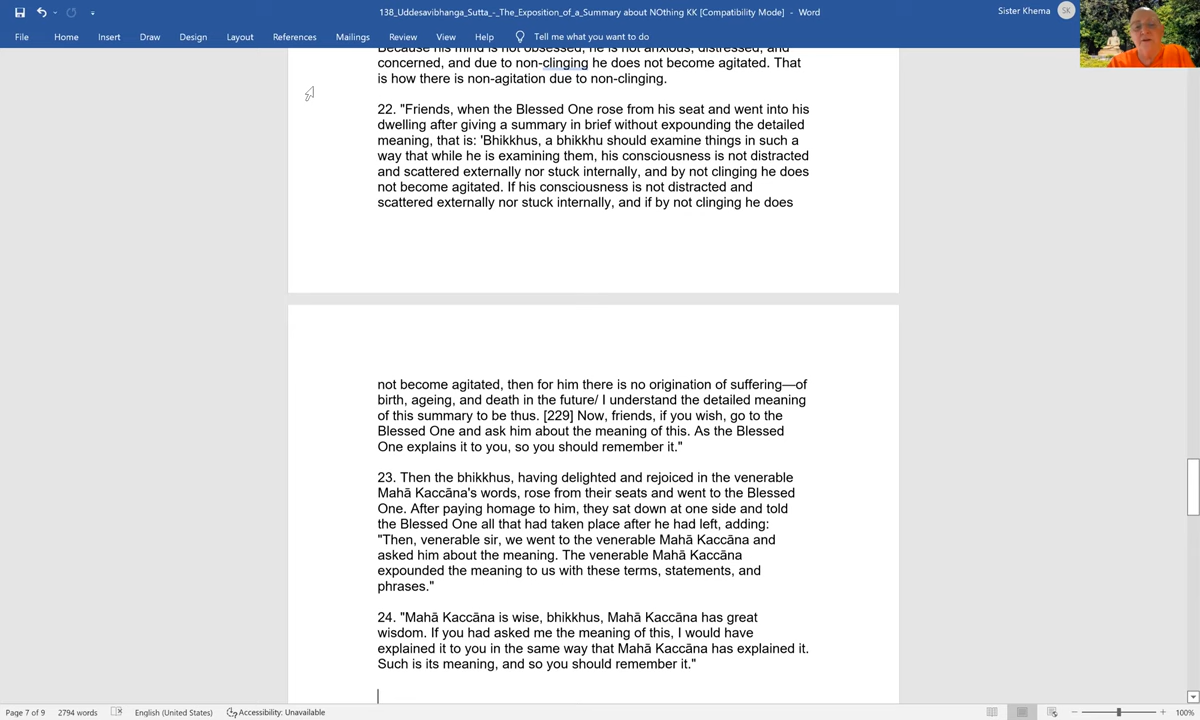 138_Uddesavibhanga_Sutta_-_The_Exposition_of_a_Summary about NOthing KK [Compatibility Mode] - Word
Sister Khema
SK
File Home Insert Draw Design Layout References Mailings Review View Help Tell me what you want to do
Because his mind is not obsessed, he is not anxious, distressed, and
concerned, and due to non-clinging he does not become agitated. That
is how there is non-agitation due to non-clinging.
22. "Friends, when the Blessed One rose from his seat and went into his
dwelling after giving a summary in brief without expounding the detailed
meaning, that is: 'Bhikkhus, a bhikkhu should examine things in such a
way that while he is examining them, his consciousness is not distracted
and scattered externally nor stuck internally, and by not clinging he does
not become agitated. If his consciousness is not distracted and
scattered externally nor stuck internally, and if by not clinging he does
not become agitated, then for him there is no origination of suffering—of
birth, ageing, and death in the future/ I understand the detailed meaning
of this summary to be thus. [229] Now, friends, if you wish, go to the
Blessed One and ask him about the meaning of this. As the Blessed
One explains it to you, so you should remember it."
23. Then the bhikkhus, having delighted and rejoiced in the venerable
Mahā Kaccāna's words, rose from their seats and went to the Blessed
One. After paying homage to him, they sat down at one side and told
the Blessed One all that had taken place after he had left, adding:
"Then, venerable sir, we went to the venerable Mahā Kaccāna and
asked him about the meaning. The venerable Mahā Kaccāna
expounded the meaning to us with these terms, statements, and
phrases."
24. "Mahā Kaccāna is wise, bhikkhus, Mahā Kaccāna has great
wisdom. If you had asked me the meaning of this, I would have
explained it to you in the same way that Mahā Kaccāna has explained it.
Such is its meaning, and so you should remember it."
Page 7 of 9 2794 words English (United States) Accessibility: Unavailable 100%